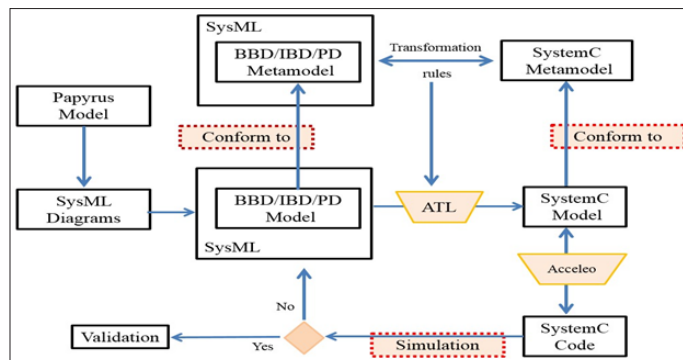 SysML
BBD/IBD/PD
Metamodel
Transformation
rules
SystemC
Metamodel
Papyrus
Model
Conform to
Conform to
SysML
Diagrams
BBD/IBD/PD
Model
SysML
ATL
SystemC
Model
Acceleo
No
Validation
Yes
Simulation
SystemC
Code